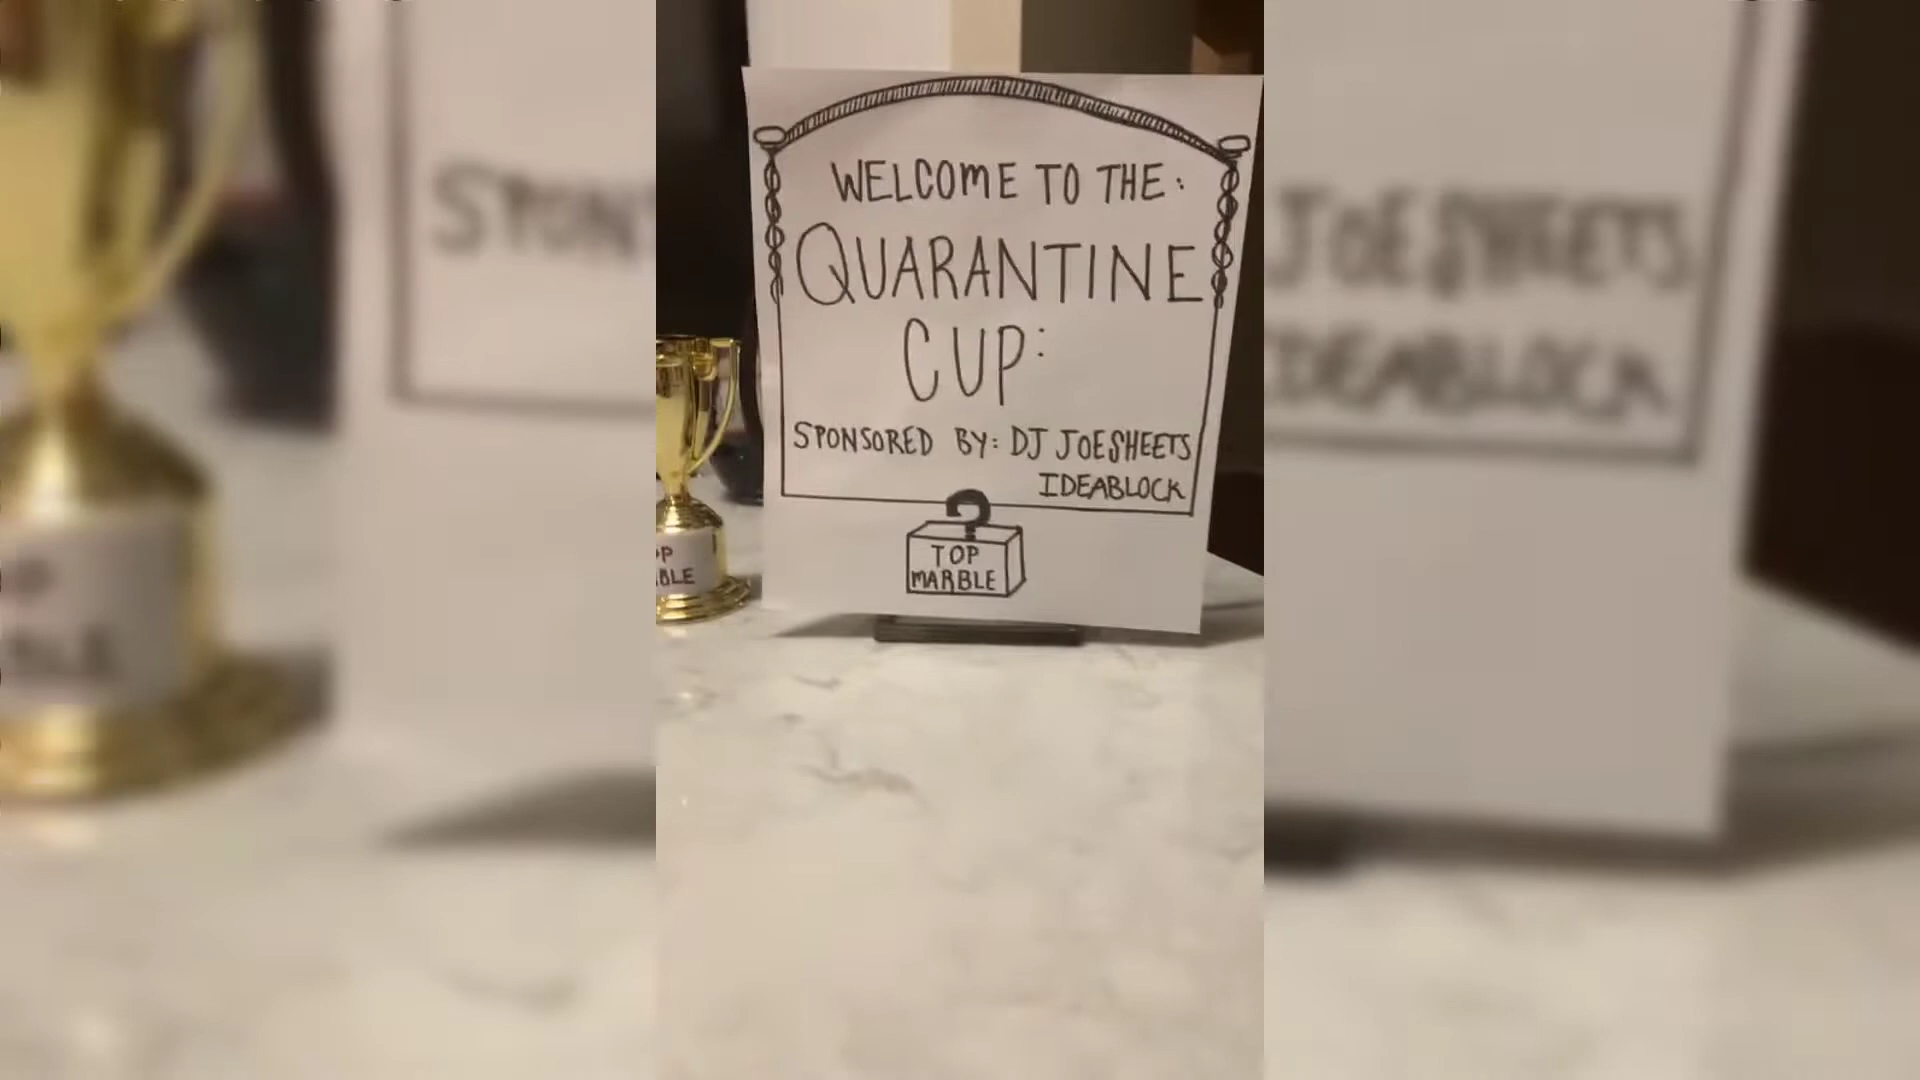 WELCOME TO THE:
QUARANTINE
CUP:
SPONSORED BY: DJ JOESHEETS
IDEABLOCK
TOP
MARBLE